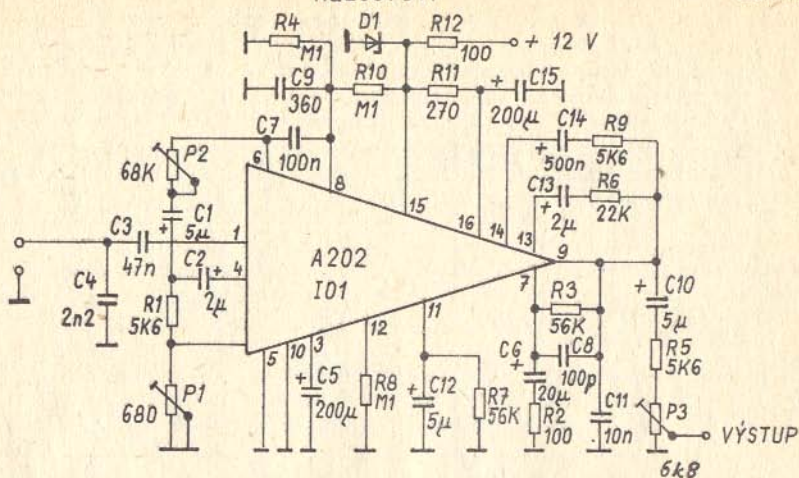 D1
R12
100
+ 12 V
R4
M1
C9
360
R10
M1
R11
270
+
C15
200µ
C14
+
500n
R9
5K6
C7
100n
P2
68K
6
8
15
16
14
13
C13
+
2µ
R6
22K
C1
+
5µ
C3
47n
1
4
C2
+
2µ
A202
IO1
9
7
C4
2n2
R1
5K6
5
10
3
12
11
R3
56K
C8
100p
C10
+
5µ
P1
680
+
C5
200µ
R8
M1
+
C12
5µ
R7
56K
C6
+
20µ
R2
100
C11
10n
R5
5K6
P3
6k8
VÝSTUP